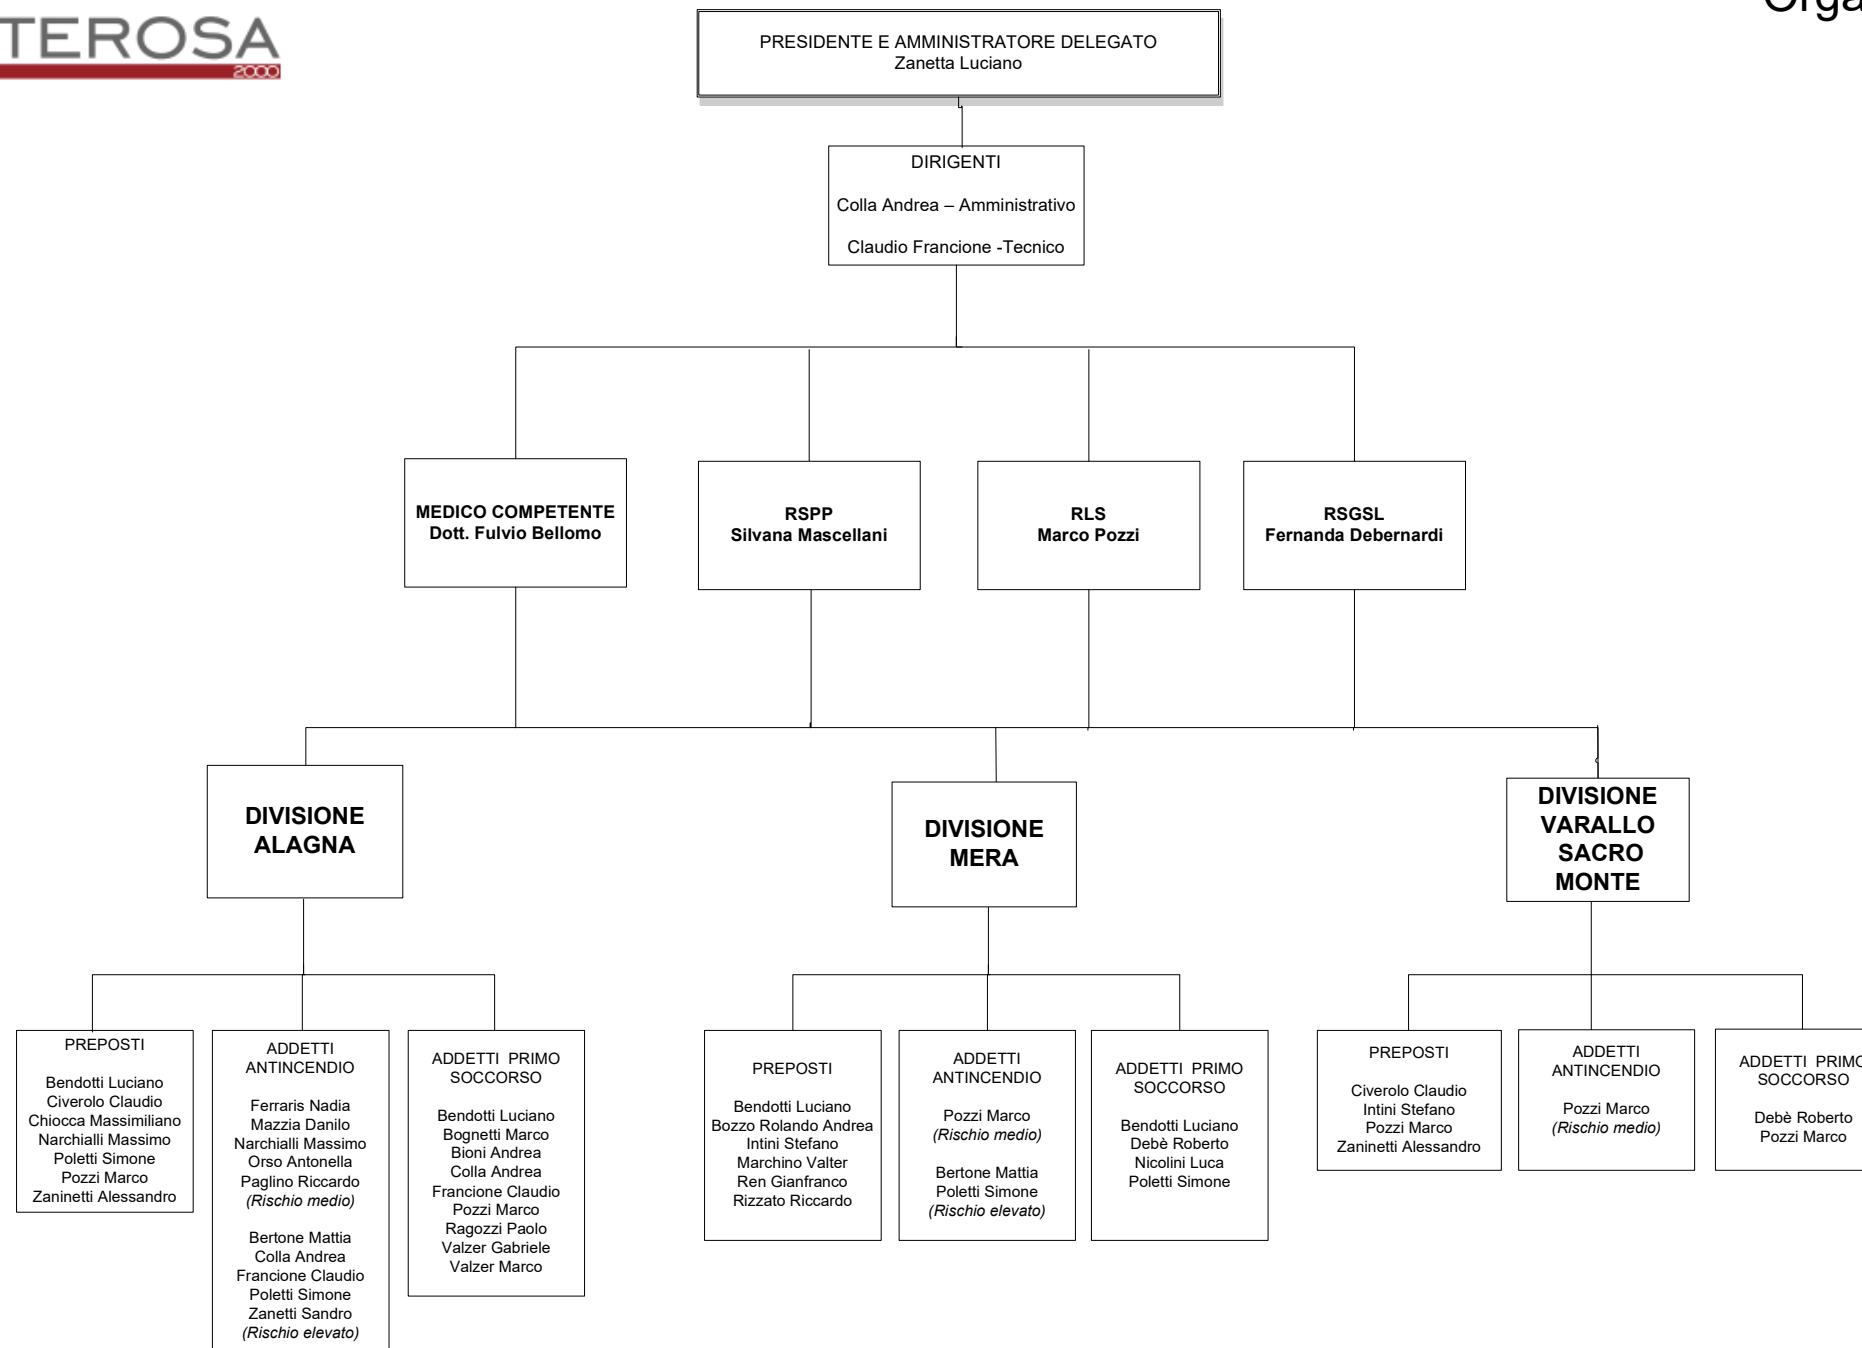 TEROSA
2000
Orga
PRESIDENTE E AMMINISTRATORE DELEGATO
Zanetta Luciano
DIRIGENTI
Colla Andrea – Amministrativo
Claudio Francione -Tecnico
MEDICO COMPETENTE
Dott. Fulvio Bellomo
RSPP
Silvana Mascellani
RLS
Marco Pozzi
RSGSL
Fernanda Debernardi
DIVISIONE
ALAGNA
DIVISIONE
MERA
DIVISIONE
VARALLO
SACRO
MONTE
PREPOSTI
Bendotti Luciano
Civerolo Claudio
Chiocca Massimiliano
Narchialli Massimo
Poletti Simone
Pozzi Marco
Zaninetti Alessandro
ADDETTI
ANTINCENDIO
Ferraris Nadia
Mazzia Danilo
Narchialli Massimo
Orso Antonella
Paglino Riccardo
(Rischio medio)
Bertone Mattia
Colla Andrea
Francione Claudio
Poletti Simone
Zanetti Sandro
(Rischio elevato)
ADDETTI PRIMO
SOCCORSO
Bendotti Luciano
Bognetti Marco
Bioni Andrea
Colla Andrea
Francione Claudio
Pozzi Marco
Ragozzi Paolo
Valzer Gabriele
Valzer Marco
PREPOSTI
Bendotti Luciano
Bozzo Rolando Andrea
Intini Stefano
Marchino Valter
Ren Gianfranco
Rizzato Riccardo
ADDETTI
ANTINCENDIO
Pozzi Marco
(Rischio medio)
Bertone Mattia
Poletti Simone
(Rischio elevato)
ADDETTI PRIMO
SOCCORSO
Bendotti Luciano
Debè Roberto
Nicolini Luca
Poletti Simone
PREPOSTI
Civerolo Claudio
Intini Stefano
Pozzi Marco
Zaninetti Alessandro
ADDETTI
ANTINCENDIO
Pozzi Marco
(Rischio medio)
ADDETTI PRIMO
SOCCORSO
Debè Roberto
Pozzi Marco